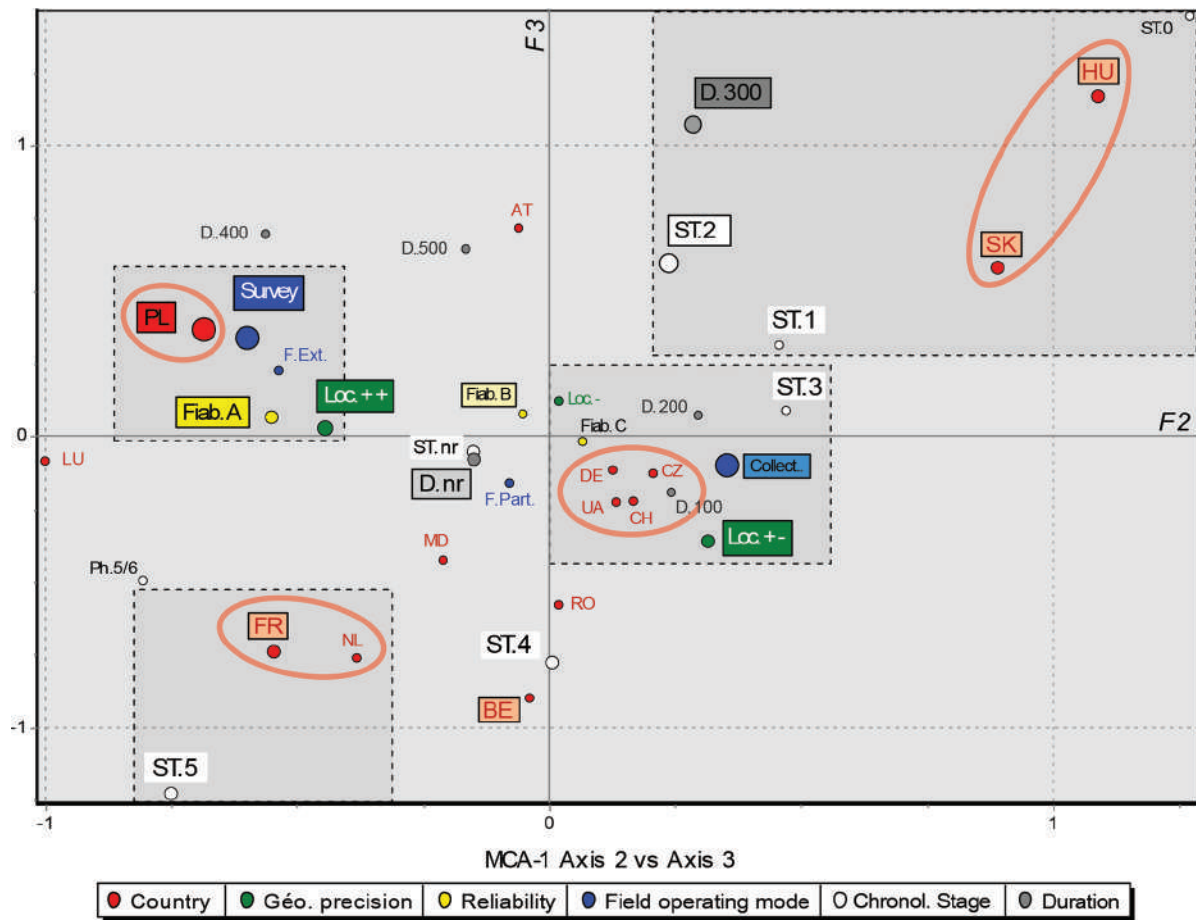 F3
ST.0
HU
D.300
1
AT
ST.2
SK
D..400
D.500
Survey
PL
ST.1
F.Ext.
Fiab.A
Loc.++
Fiab.B
Loc.-
D.200
ST.3
0
F2
Fiab.C
ST.nr
LU
D.nr
F.Part.
DE
CZ
Collect..
UA
CH
D.100
Loc.+-
MD
Ph.5/6
RO
FR
NL
ST.4
BE
-1
ST.5
-1
0
1
MCA-1 Axis 2 vs Axis 3
Country
Géo. precision
Reliability
Field operating mode
Chronol. Stage
Duration